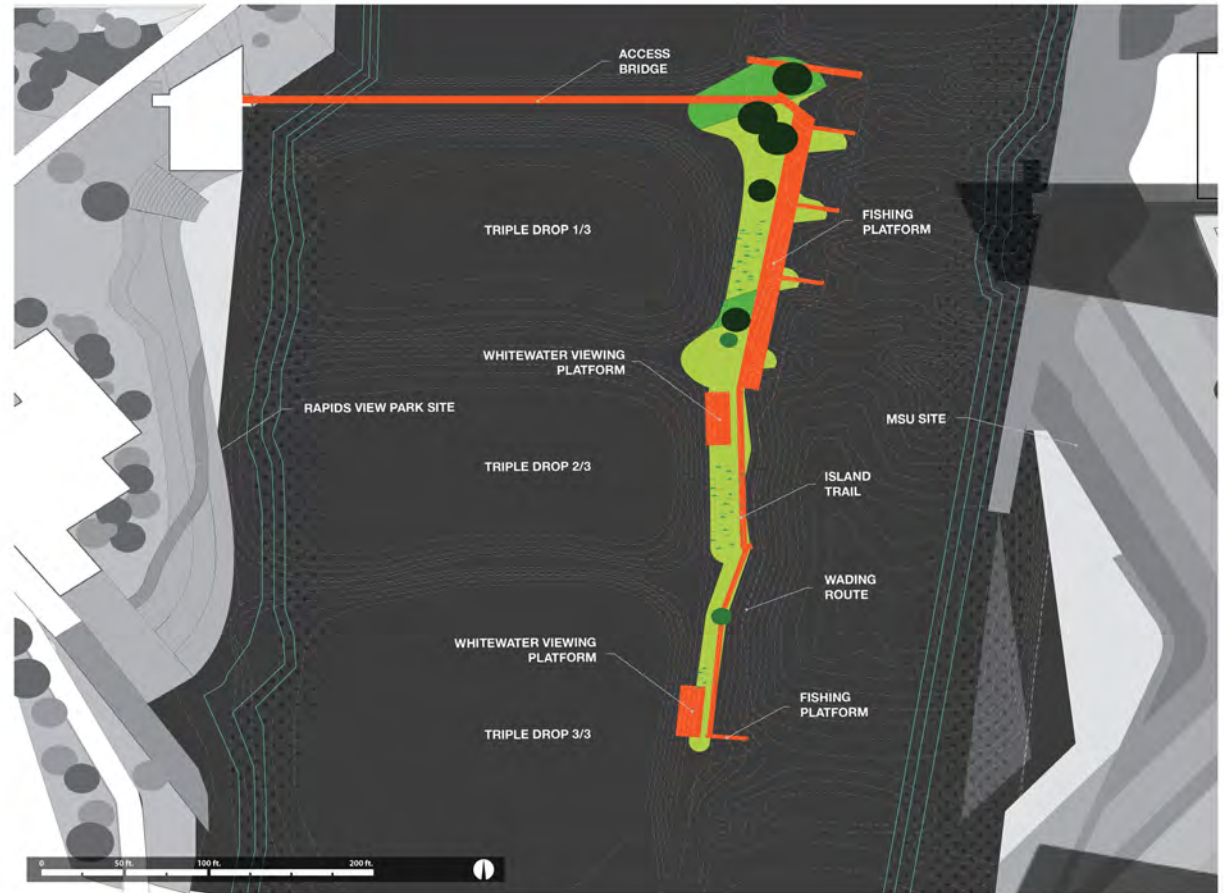 ACCESS
BRIDGE
TRIPLE DROP 1/3
FISHING
PLATFORM
WHITEWATER VIEWING
PLATFORM
RAPIDS VIEW PARK SITE
MSU SITE
TRIPLE DROP 2/3
ISLAND
TRAIL
WADING
ROUTE
WHITEWATER VIEWING
PLATFORM
FISHING
PLATFORM
TRIPLE DROP 3/3
0 50 ft. 100 ft. 200 ft.